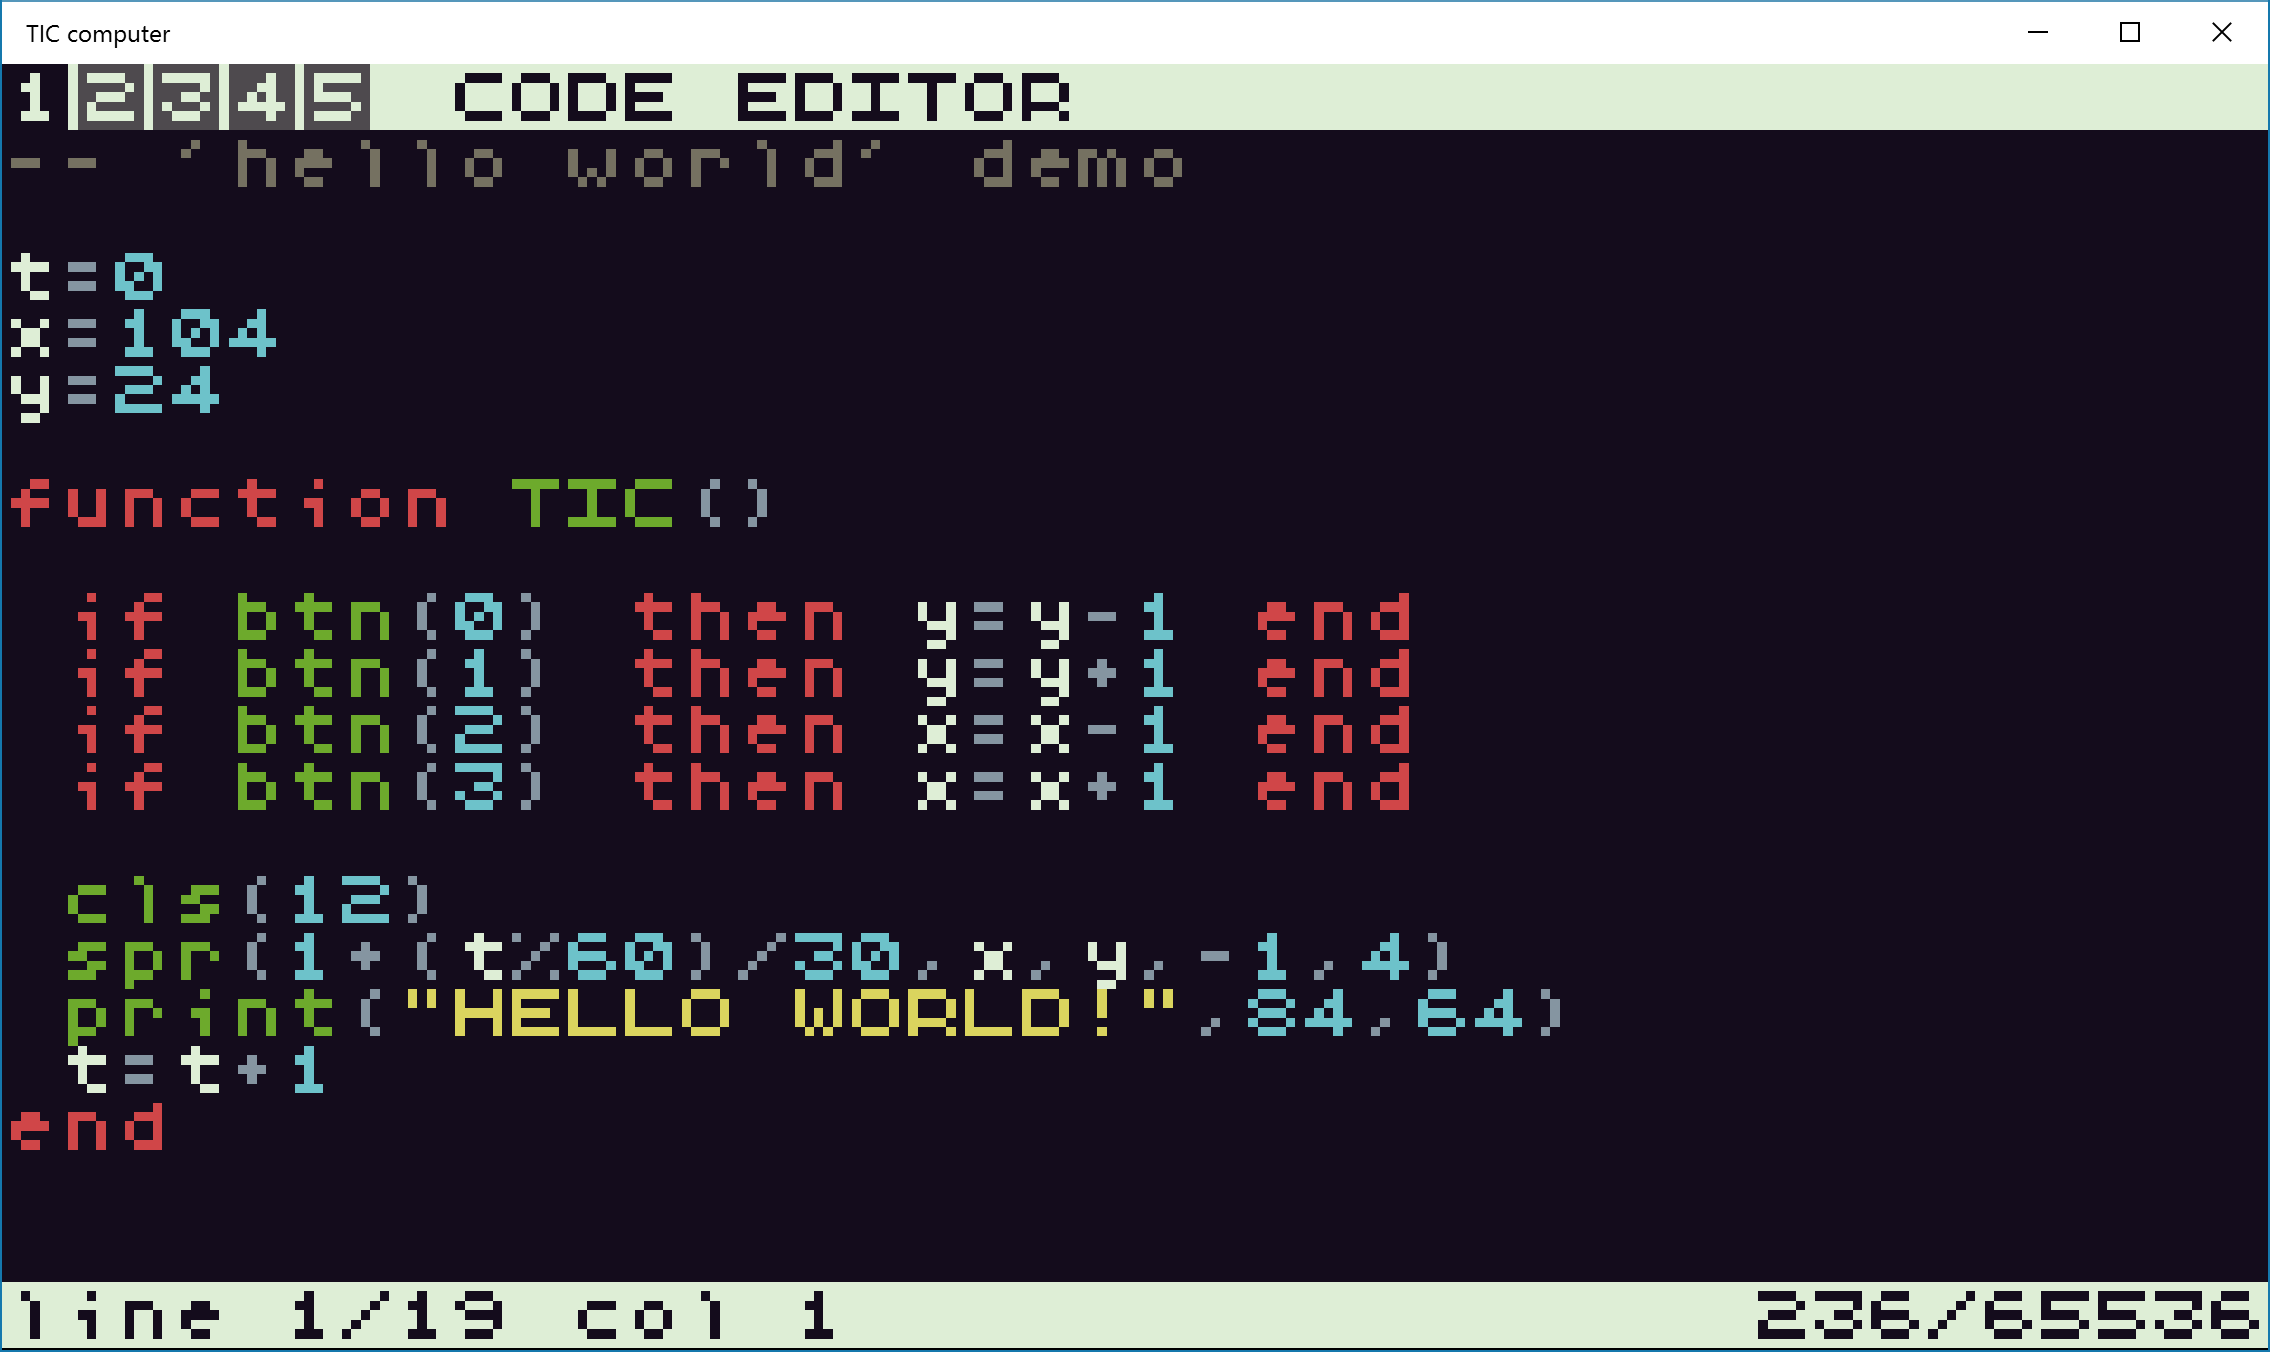 TIC computer
1 2 3 4 5 CODE EDITOR
-- 'hello world' demo
t=0
x=104
y=24
function TIC()
if btn(0) then y=y-1 end
if btn(1) then y=y+1 end
if btn(2) then x=x-1 end
if btn(3) then x=x+1 end
cls(12)
spr(1+(t%60)/30,x,y,-1,4)
print("HELLO WORLD!",84,64)
t=t+1
end
line 1/19 col 1 236/65536